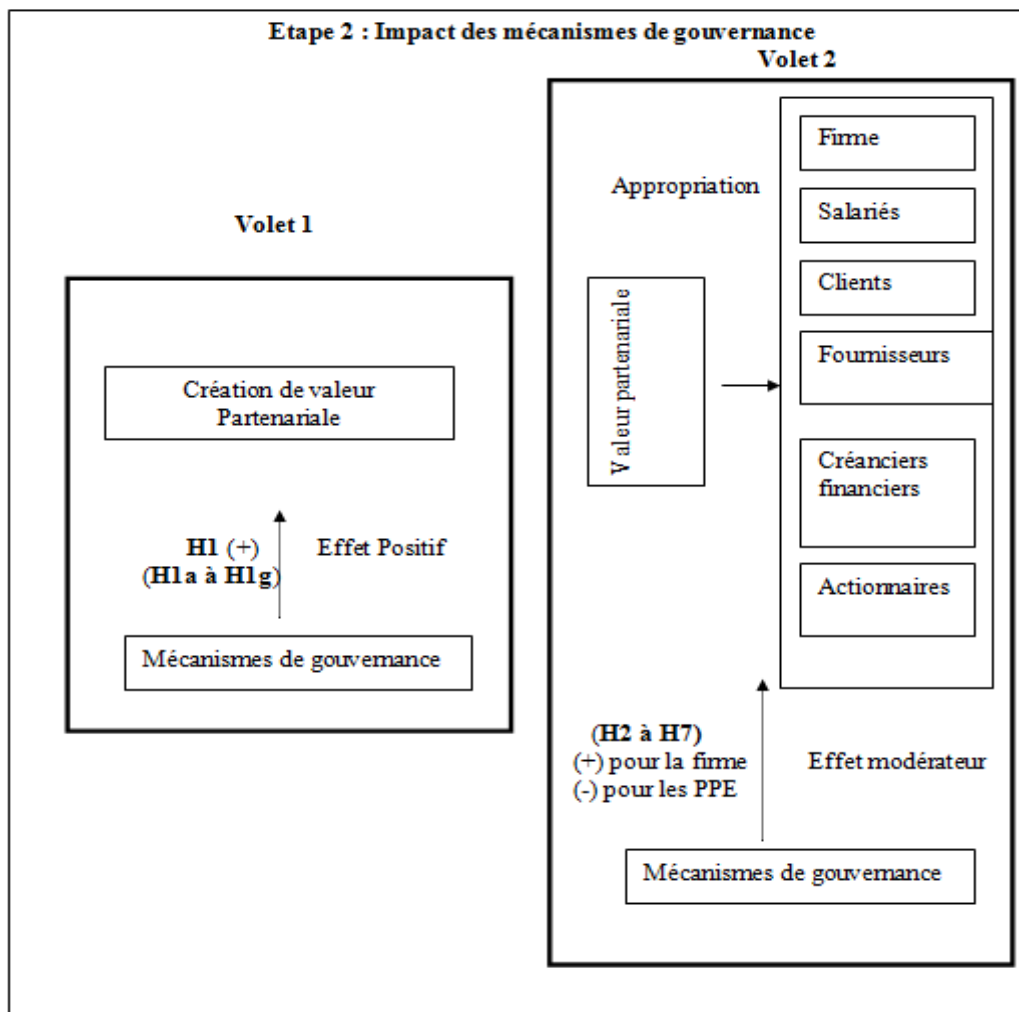 Etape 2 : Impact des mécanismes de gouvernance
Volet 1
Création de valeur
Partenariale
H1 (+)
(H1a à H1g)
Effet Positif
Mécanismes de gouvernance
Volet 2
Appropriation
Valeur partenariale
Firme
Salariés
Clients
Fournisseurs
Créanciers
financiers
Actionnaires
(H2 à H7)
(+) pour la firme
(-) pour les PPE
Effet modérateur
Mécanismes de gouvernance